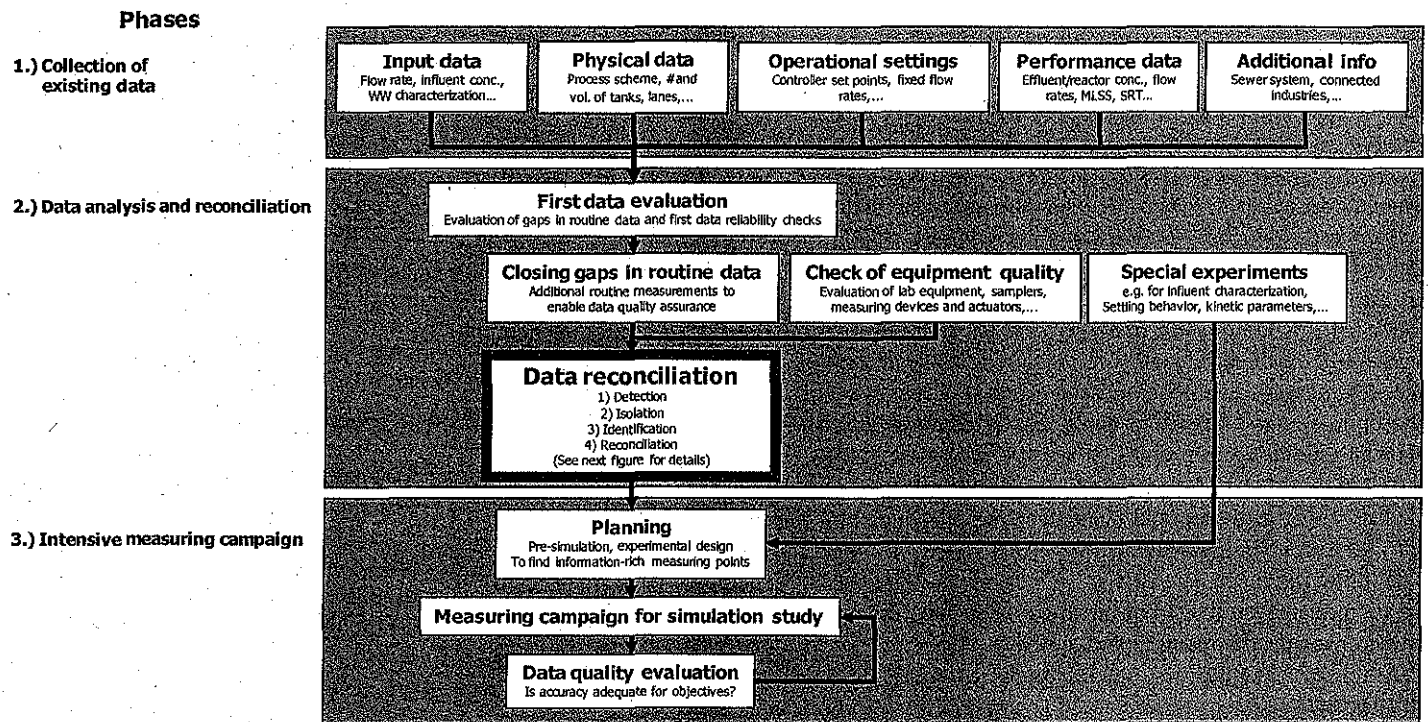 Phases
1.) Collection of
existing data
Input data
Flow rate, influent conc.,
WW characterization...
Physical data
Process scheme, #and
vol. of tanks, lanes,...
Operational settings
Controller set points, fixed flow
rates,...
Performance data
Effluent/reactor conc., flow
rates, MLSS, SRT...
Additional info
Sewer system, connected
industries,...
2.) Data analysis and reconciliation
First data evaluation
Evaluation of gaps in routine data and first data reliability checks
Closing gaps in routine data
Additional routine measurements to
enable data quality assurance
Check of equipment quality
Evaluation of lab equipment, samplers,
measuring devices and actuators,...
Special experiments
e.g. for influent characterization,
Settling behavior, kinetic parameters,...
Data reconciliation
1) Detection
2) Isolation
3) Identification
4) Reconciliation
(See next figure for details)
3.) Intensive measuring campaign
Planning
Pre-simulation, experimental design
To find information-rich measuring points
Measuring campaign for simulation study
Data quality evaluation
Is accuracy adequate for objectives?